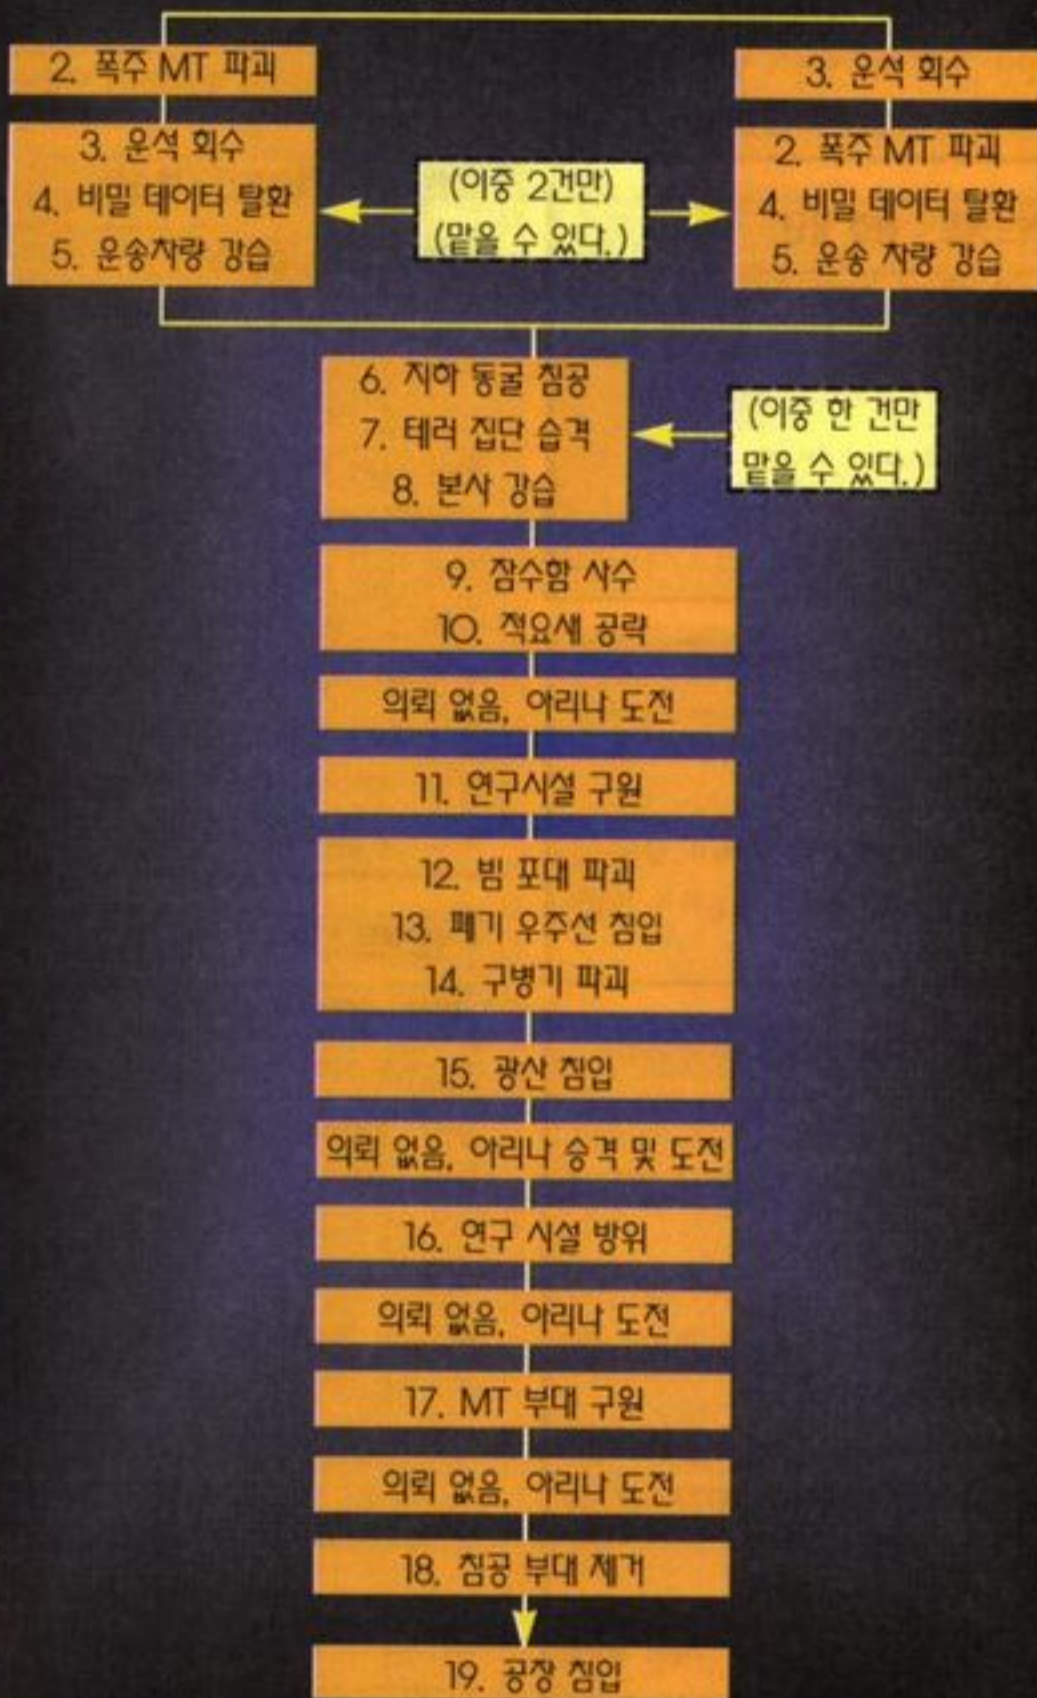 2. 폭주 MT 파괴
3. 운석 회수
3. 운석 회수
4. 비밀 데이터 탈환
5. 운송차량 강습
(이중 2건만)
(맡을 수 있다.)
2. 폭주 MT 파괴
4. 비밀 데이터 탈환
5. 운송 차량 강습
6. 지하 동굴 침공
7. 테러 집단 습격
8. 본사 강습
(이중 한 건만
맡을 수 있다.)
9. 잠수함 사수
10. 적요새 공략
의뢰 없음, 아리나 도전
11. 연구시설 구원
12. 빔 포대 파괴
13. 폐기 우주선 침입
14. 구병기 파괴
15. 광산 침입
의뢰 없음, 아리나 승격 및 도전
16. 연구 시설 방위
의뢰 없음, 아리나 도전
17. MT 부대 구원
의뢰 없음, 아리나 도전
18. 침공 부대 제거
19. 공장 침입